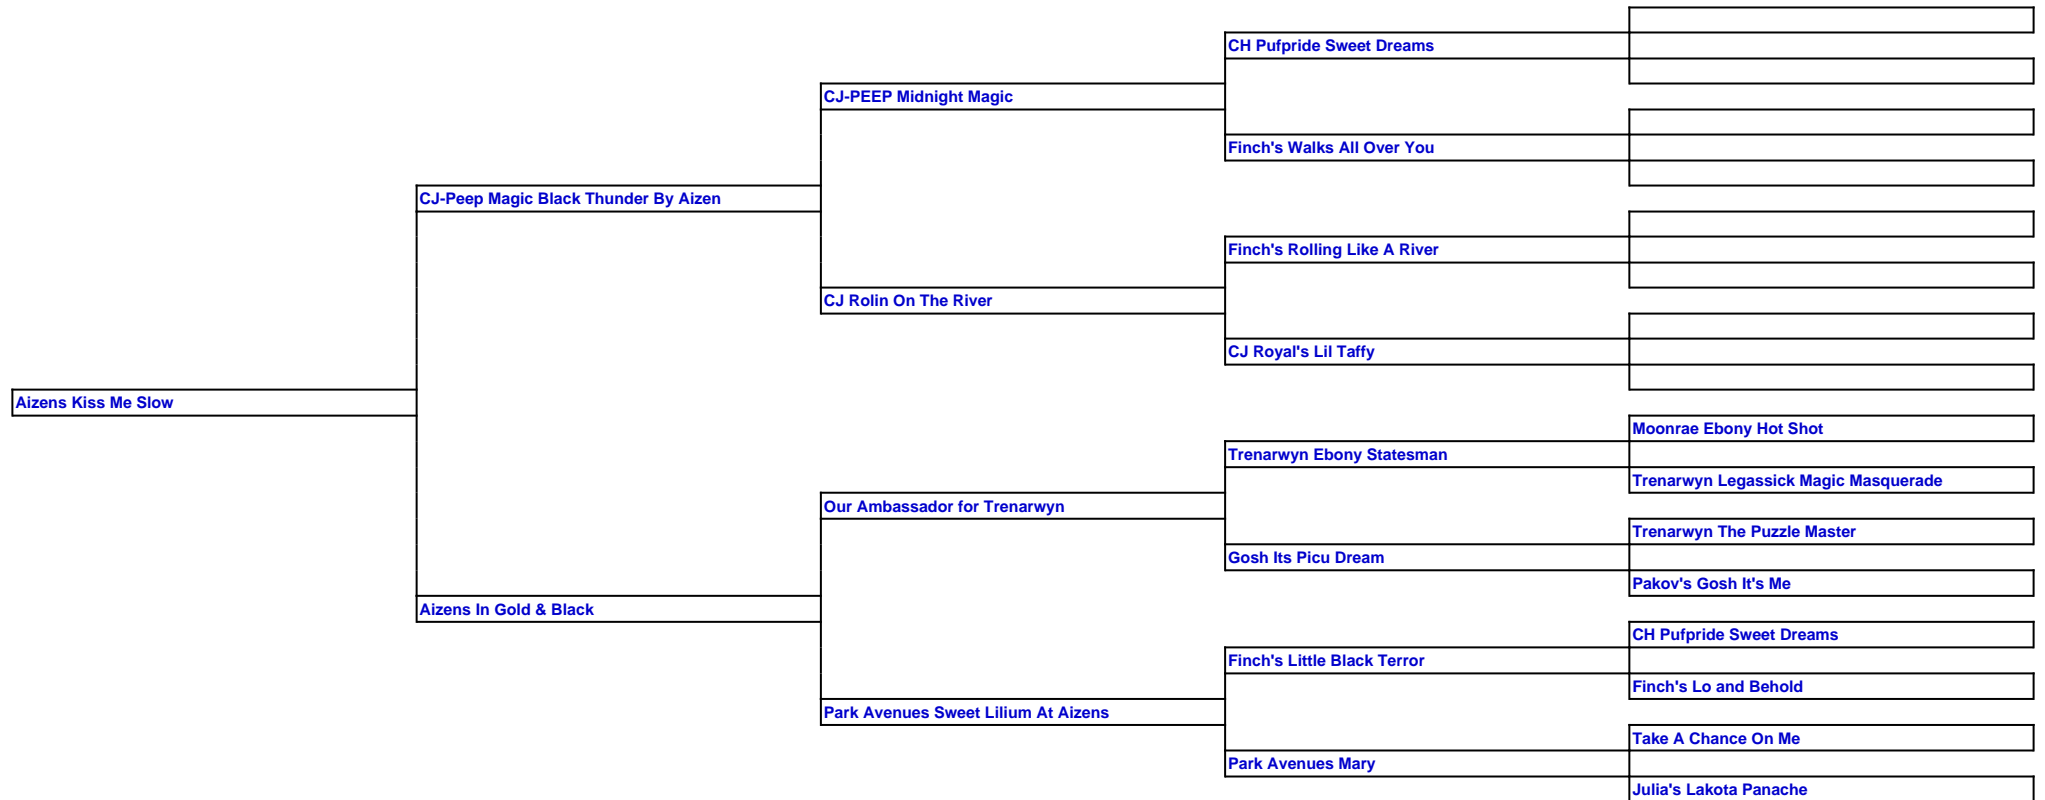 CH Pufpride Sweet Dreams
CJ-PEEP Midnight Magic
Finch's Walks All Over You
CJ-Peep Magic Black Thunder By Aizen
Finch's Rolling Like A River
CJ Rolin On The River
CJ Royal's Lil Taffy
Aizens Kiss Me Slow
Moonrae Ebony Hot Shot
Trenarwyn Ebony Statesman
Trenarwyn Legassick Magic Masquerade
Our Ambassador for Trenarwyn
Trenarwyn The Puzzle Master
Gosh Its Picu Dream
Pakov's Gosh It's Me
Aizens In Gold & Black
CH Pufpride Sweet Dreams
Finch's Little Black Terror
Finch's Lo and Behold
Park Avenues Sweet Lilium At Aizens
Take A Chance On Me
Park Avenues Mary
Julia's Lakota Panache